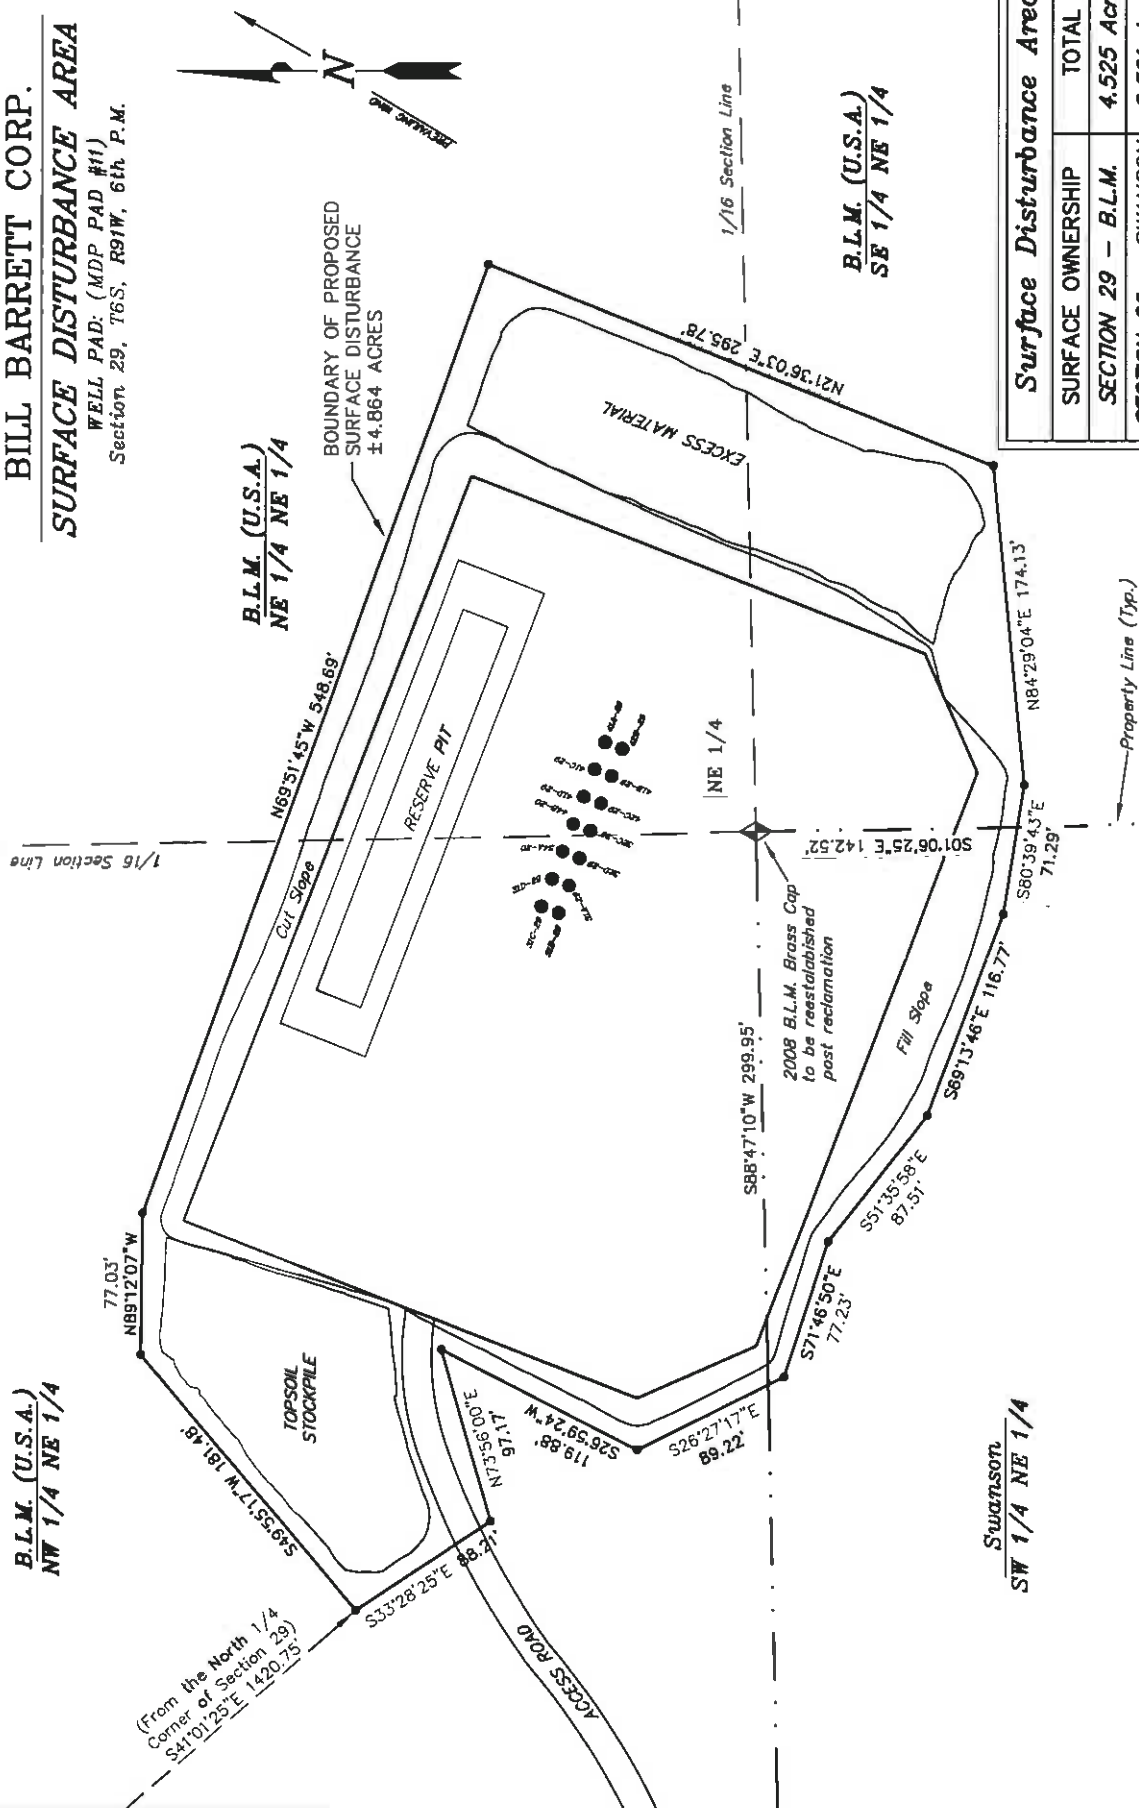 BILL BARRETT CORP.
SURFACE DISTURBANCE AREA
WELL PAD: (MDP PAD #11)
Section 29, T6S, R91W, 6th P.M.
N
PREVAILING WIND
B.L.M. (U.S.A.)
NW 1/4 NE 1/4
B.L.M. (U.S.A.)
NE 1/4 NE 1/4
BOUNDARY OF PROPOSED
SURFACE DISTURBANCE
±4.864 ACRES
1/16 Section Line
77.03'
N89°12'07"W
N69°51'45"W 548.69'
Cut Slope
RESERVE PIT
EXCESS MATERIAL
N21°36'03"E 295.78'
1/16 Section Line
B.L.M. (U.S.A.)
SE 1/4 NE 1/4
TOPSOIL
STOCKPILE
S49°55'17"W 181.48'
(From the North 1/4
Corner of Section 29)
S41°01'25"E 1420.75'
S33°28'25"E 88.21'
N73°56'00"E
97.17'
S26°59'24"W
119.88'
S26°27'17"E
89.22'
ACCESS ROAD
NE 1/4
S88°47'10"W 299.95'
2008 B.L.M. Brass Cap
to be reestalabished
post reclamation
S01°06'25"E 142.52'
Fill Slope
S71°46'50"E
77.23'
S51°35'58"E
87.51'
S69°13'46"E 116.77'
S80°39'43"E
71.29'
N84°29'04"E 174.13'
Property Line (Typ.)
Swanson
SW 1/4 NE 1/4
Surface Disturbance Area
SURFACE OWNERSHIP TOTAL
SECTION 29 - B.L.M. 4.525 Acr